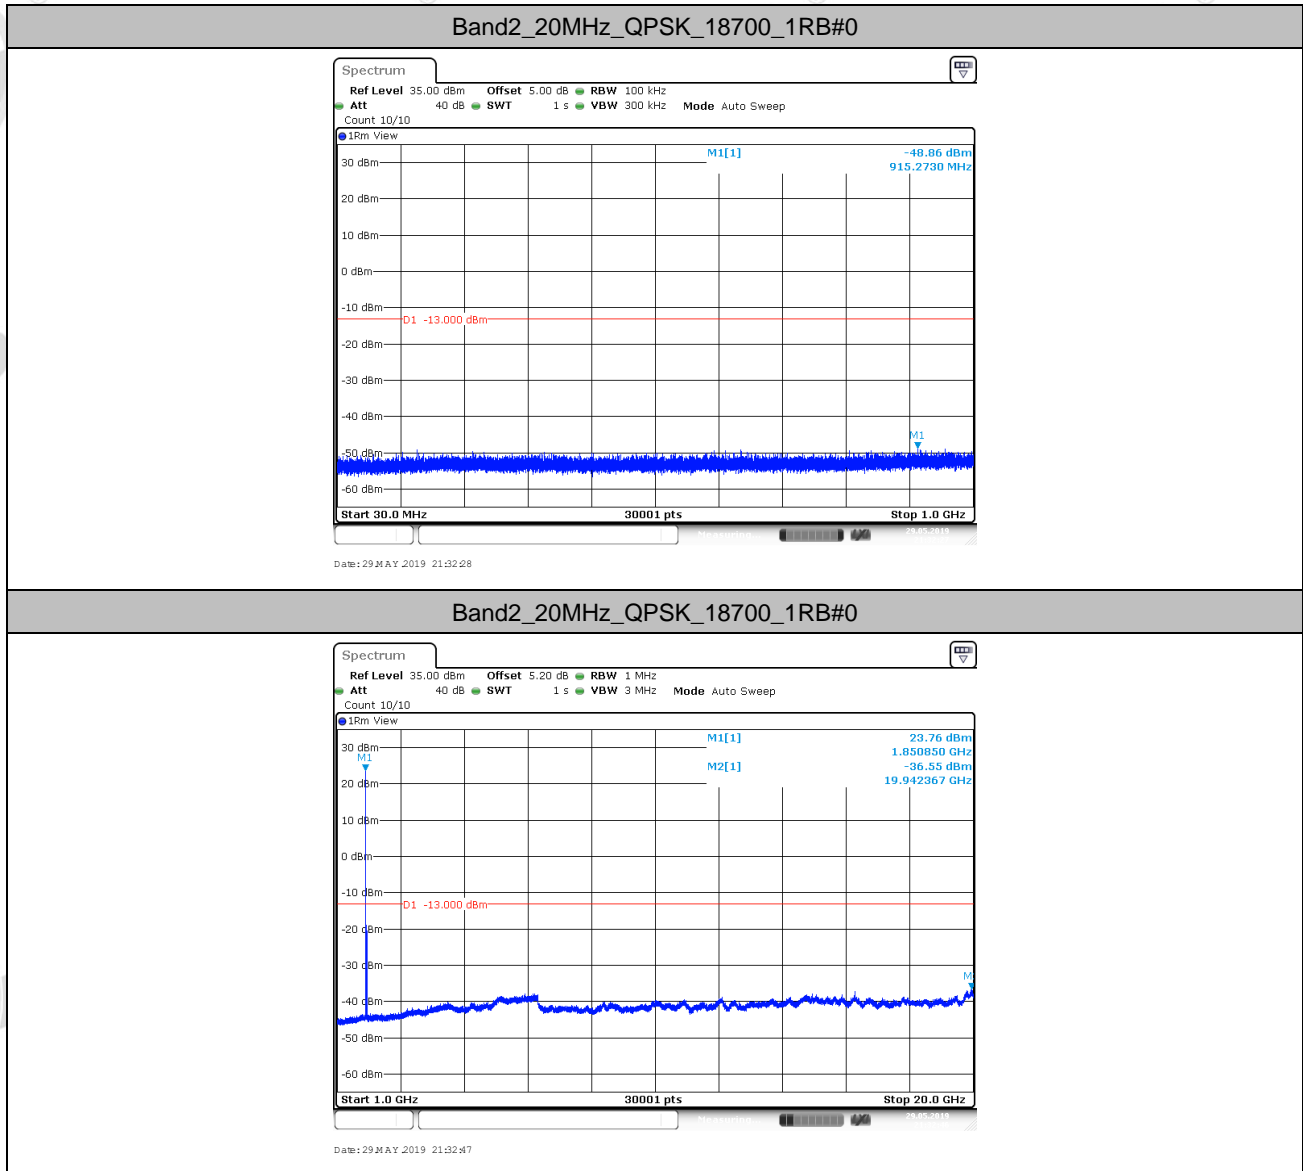 Band2_20MHz_QPSK_18700_1RB#0
Spectrum
Ref Level 35.00 dBm Offset 5.00 dB RBW 100 kHz
Att 40 dB SWT 1 s VBW 300 kHz Mode Auto Sweep
Count 10/10
1Rm View
M1[1] -48.86 dBm
915.2730 MHz
30 dBm
20 dBm
10 dBm
0 dBm
-10 dBm
D1 -13.000 dBm
-20 dBm
-30 dBm
-40 dBm
M1
-50 dBm
-60 dBm
Start 30.0 MHz 30001 pts Stop 1.0 GHz
Measuring 29.05.2019
Date: 29.MAY.2019 21:32:28
Band2_20MHz_QPSK_18700_1RB#0
Spectrum
Ref Level 35.00 dBm Offset 5.20 dB RBW 1 MHz
Att 40 dB SWT 1 s VBW 3 MHz Mode Auto Sweep
Count 10/10
1Rm View
M1[1] 23.76 dBm
1.850850 GHz
M2[1] -36.55 dBm
19.942367 GHz
30 dBm
M1
20 dBm
10 dBm
0 dBm
-10 dBm
D1 -13.000 dBm
-20 dBm
-30 dBm
M
-40 dBm
-50 dBm
-60 dBm
Start 1.0 GHz 30001 pts Stop 20.0 GHz
Measuring 29.05.2019
Date: 29.MAY.2019 21:32:47